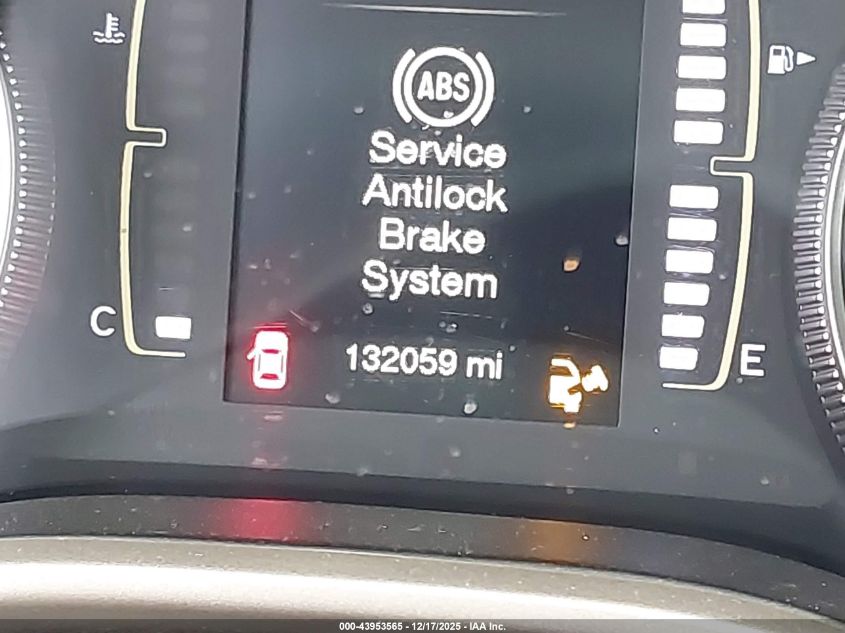 ABS
Service
Antilock
Brake
System
C
132059 mi
E
000-43953565 - 12/17/2025 - IAA Inc.